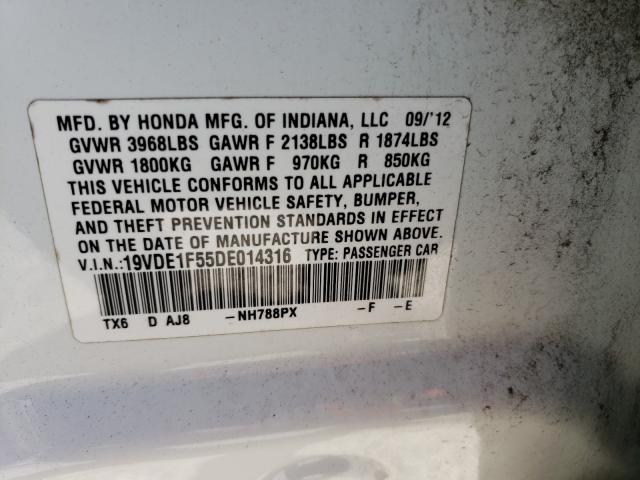 MFD. BY HONDA MFG. OF INDIANA, LLC 09/'12
GVWR 3968LBS GAWR F 2138LBS R 1874LBS
GVWR 1800KG GAWR F 970KG R 850KG
THIS VEHICLE CONFORMS TO ALL APPLICABLE
FEDERAL MOTOR VEHICLE SAFETY, BUMPER,
AND THEFT PREVENTION STANDARDS IN EFFECT
ON THE DATE OF MANUFACTURE SHOWN ABOVE.
V.I.N.:19VDE1F55DE014316 TYPE: PASSENGER CAR
TX6 D AJ8 -NH788PX -F -E